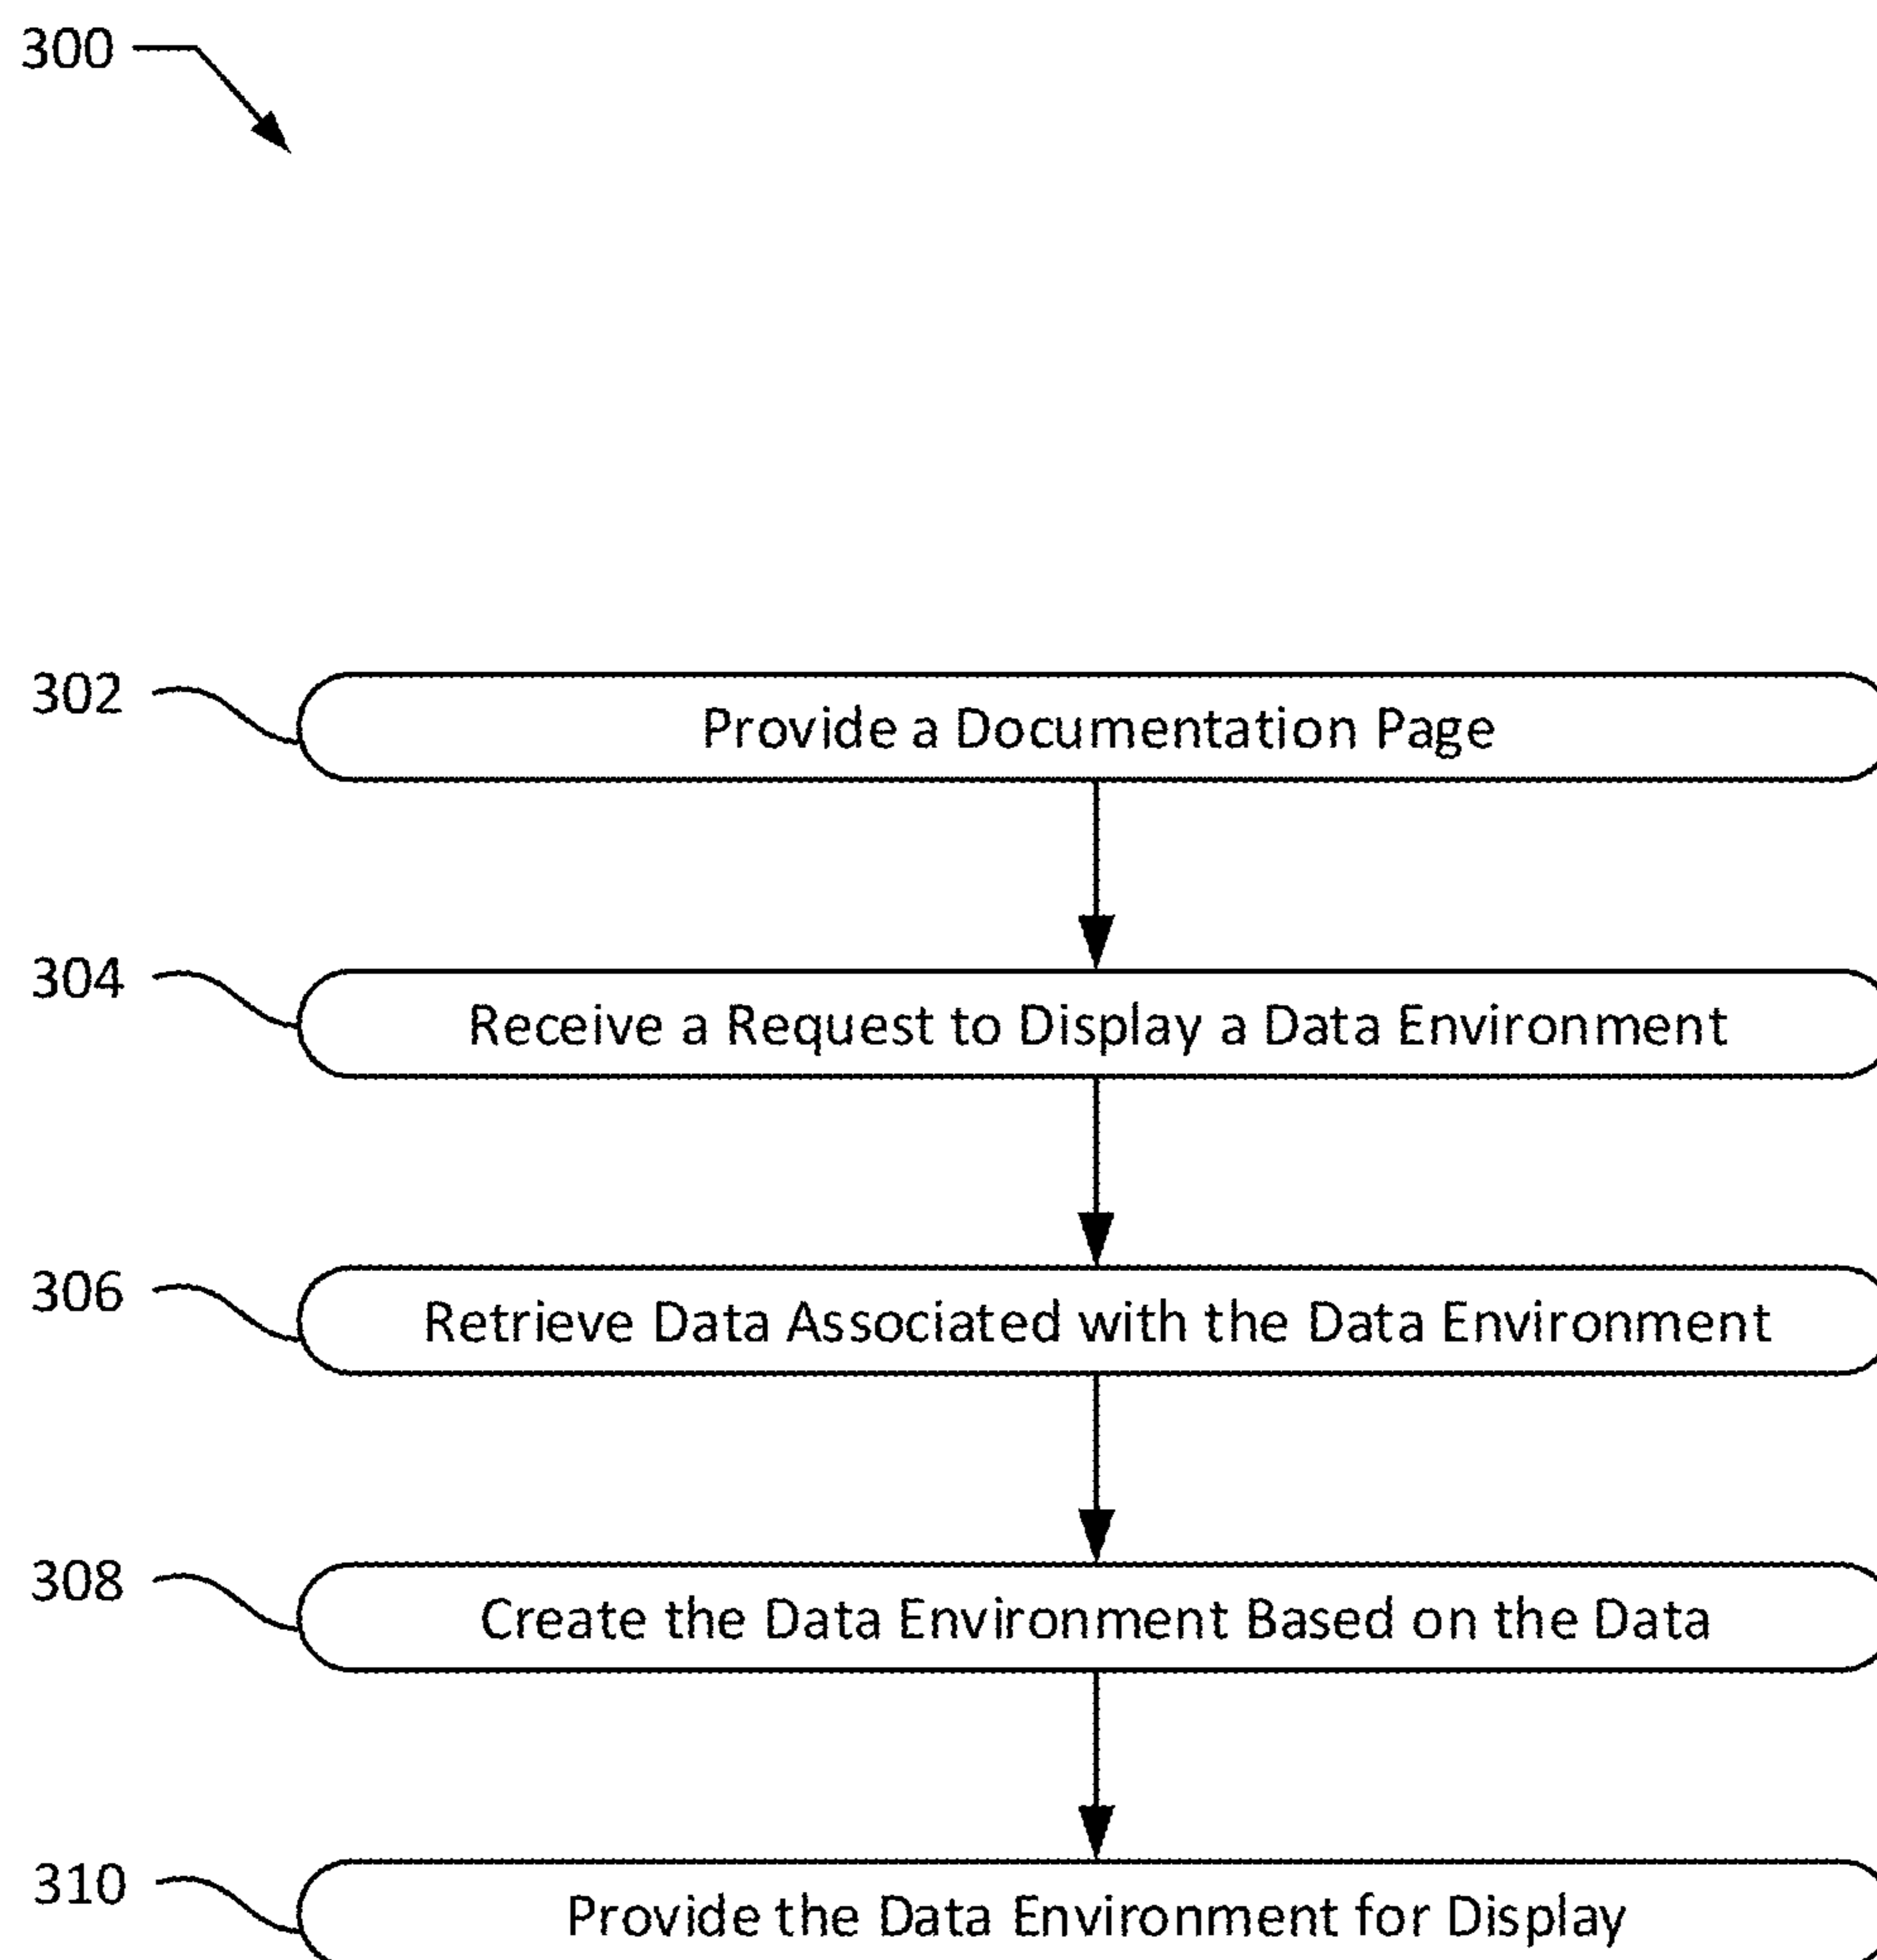 300
302
Provide a Documentation Page
304
Receive a Request to Display a Data Environment
306
Retrieve Data Associated with the Data Environment
308
Create the Data Environment Based on the Data
310
Provide the Data Environment for Display